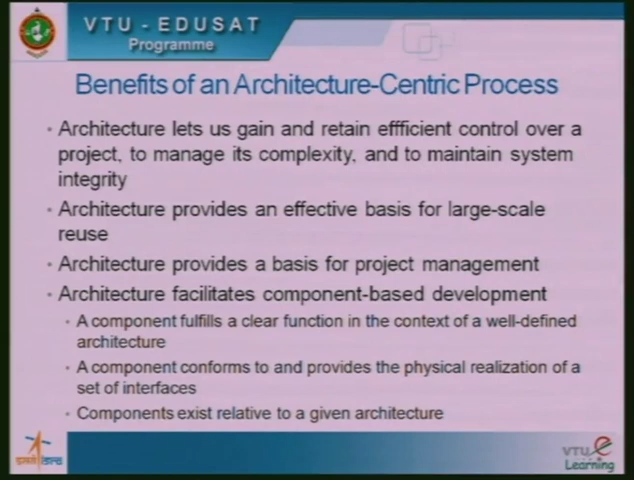 VTU - EDUSAT
Programme
Benefits of an Architecture-Centric Process
• Architecture lets us gain and retain effficient control over a
project, to manage its complexity, and to maintain system
integrity
• Architecture provides an effective basis for large-scale
reuse
• Architecture provides a basis for project management
• Architecture facilitates component-based development
• A component fulfills a clear function in the context of a well-defined
architecture
• A component conforms to and provides the physical realization of a
set of interfaces
• Components exist relative to a given architecture
इसरो isro
VTU e
Learning